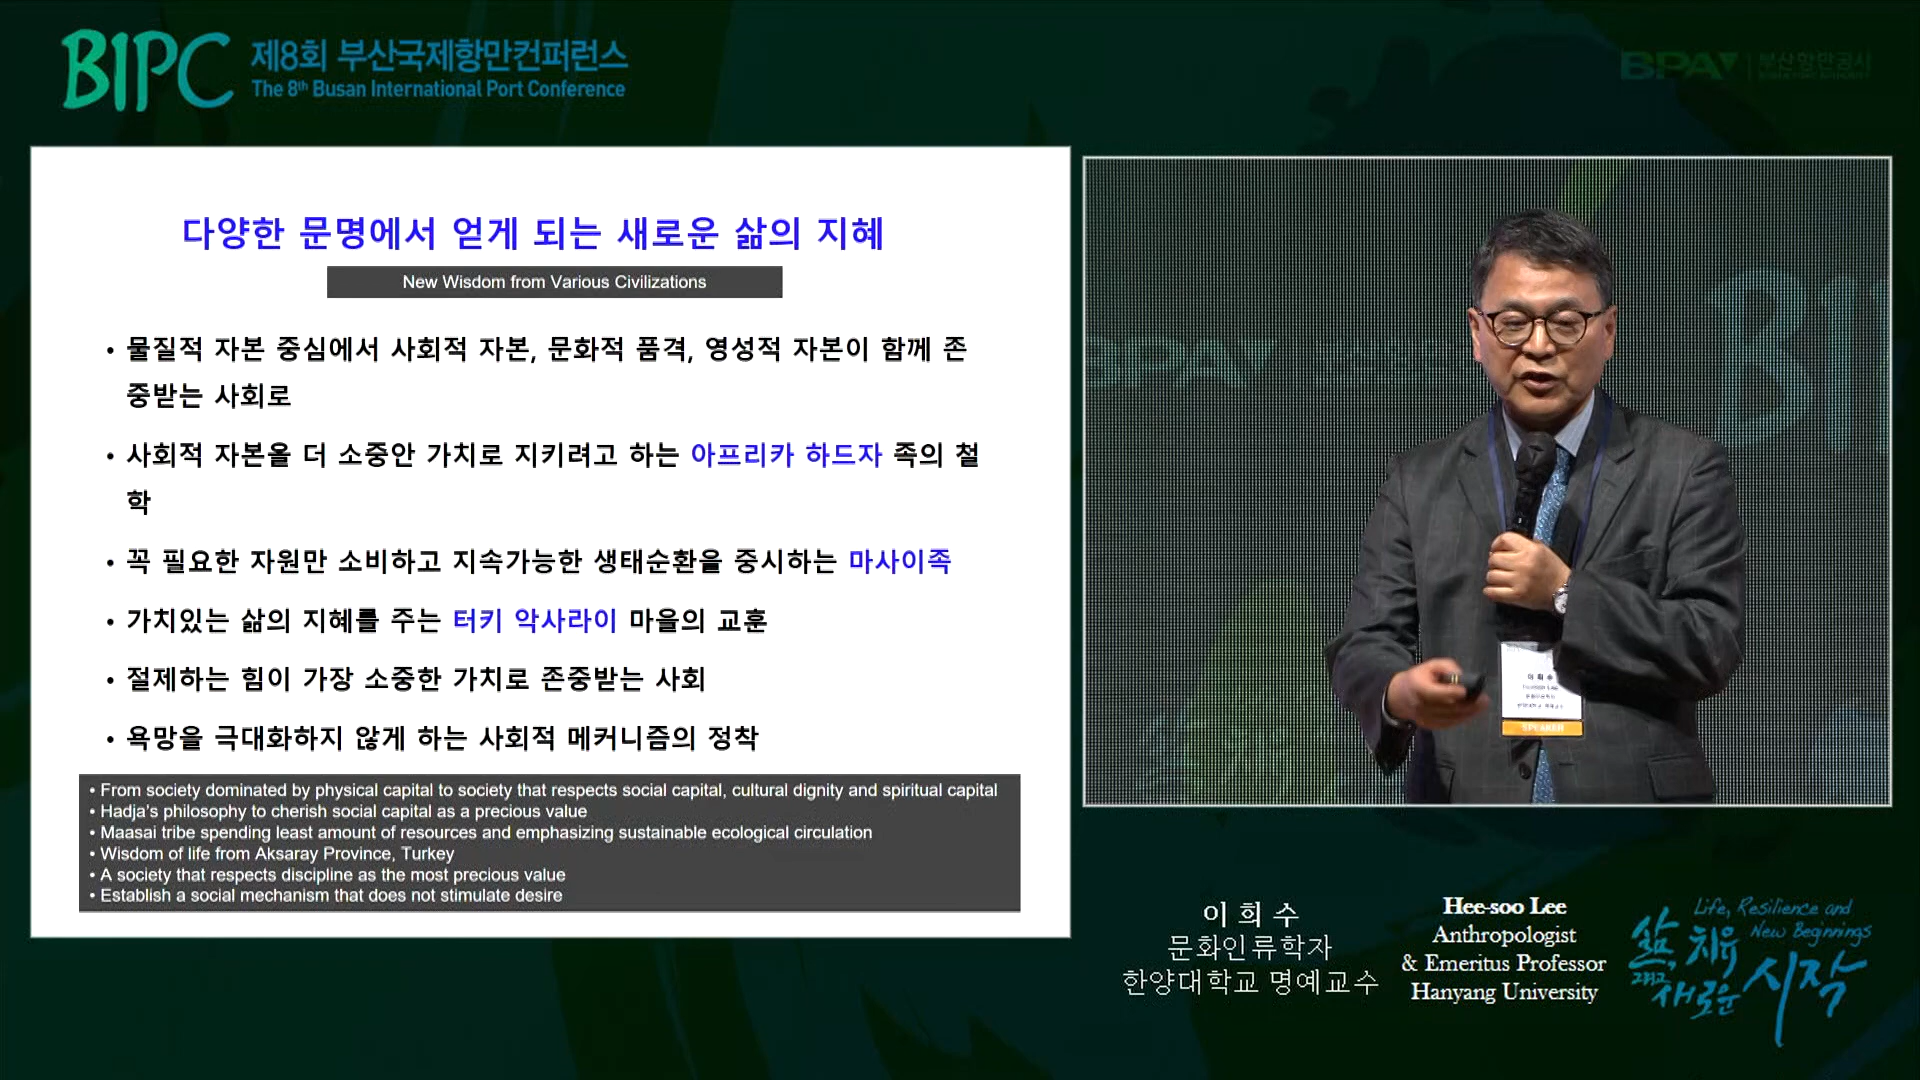 BIPC
제8회 부산국제항만컨퍼런스
The 8th Busan International Port Conference
BPA 부산항만공사
다양한 문명에서 얻게 되는 새로운 삶의 지혜
New Wisdom from Various Civilizations
• 물질적 자본 중심에서 사회적 자본, 문화적 품격, 영성적 자본이 함께 존
중받는 사회로
• 사회적 자본올 더 소중안 가치로 지키려고 하는 아프리카 하드자 족의 철
학
• 꼭 필요한 자원만 소비하고 지속가능한 생태순환을 중시하는 마사이족
• 가치있는 삶의 지혜를 주는 터키 악사라이 마을의 교훈
• 절제하는 힘이 가장 소중한 가치로 존중받는 사회
• 욕망을 극대화하지 않게 하는 사회적 메커니즘의 정착
• From society dominated by physical capital to society that respects social capital, cultural dignity and spiritual capital
• Hadja's philosophy to cherish social capital as a precious value
• Maasai tribe spending least amount of resources and emphasizing sustainable ecological circulation
• Wisdom of life from Aksaray Province, Turkey
• A society that respects discipline as the most precious value
• Establish a social mechanism that does not stimulate desire
BPA
BI
이 희 수
SPEAKER
이 희 수
문화인류학자
한양대학교 명예교수
Hee-soo Lee
Anthropologist
& Emeritus Professor
Hanyang University
Life, Resilience and
New Beginnings
삶, 치유
그리고
새로운 시작